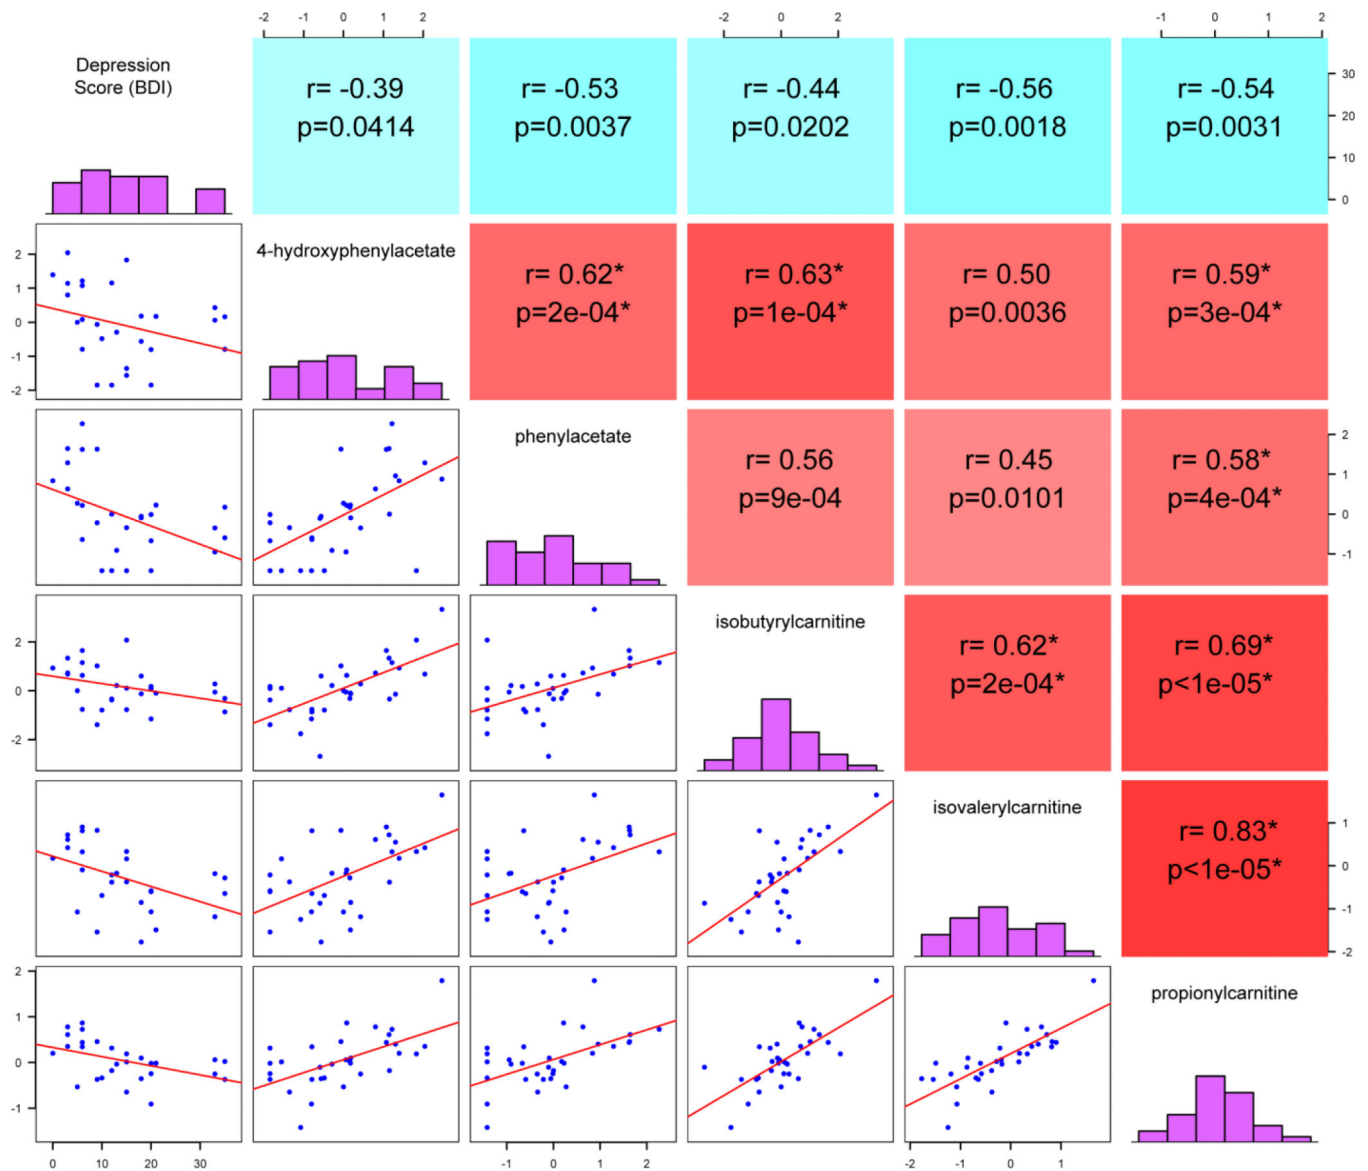 -2 -1 0 1 2
-2 0 2
-1 0 1 2
Depression
Score (BDI)
r= -0.39
p=0.0414
r= -0.53
p=0.0037
r= -0.44
p=0.0202
r= -0.56
p=0.0018
r= -0.54
p=0.0031
30
20
10
0
2
1
0
-1
-2
4-hydroxyphenylacetate
r= 0.62*
p=2e-04*
r= 0.63*
p=1e-04*
r= 0.50
p=0.0036
r= 0.59*
p=3e-04*
phenylacetate
r= 0.56
p=9e-04
r= 0.45
p=0.0101
r= 0.58*
p=4e-04*
2
1
0
-1
2
0
-2
isobutyrylcarnitine
r= 0.62*
p=2e-04*
r= 0.69*
p<1e-05*
isovalerylcarnitine
r= 0.83*
p<1e-05*
1
0
-1
-2
2
1
0
-1
propionylcarnitine
0 10 20 30
-1 0 1 2
-2 -1 0 1